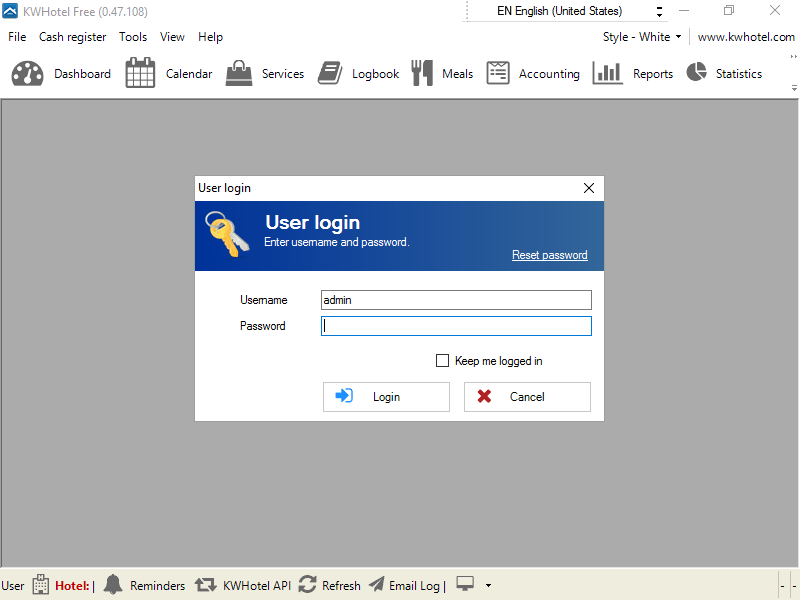 KWHotel Free (0.47.108)
EN English (United States)
File Cash register Tools View Help
Style - White
www.kwhotel.com
Dashboard Calendar Services Logbook Meals Accounting Reports Statistics
User login
User login
Enter username and password.
Reset password
Username admin
Password
Keep me logged in
Login Cancel
User Hotel: | Reminders KWHotel API Refresh Email Log |